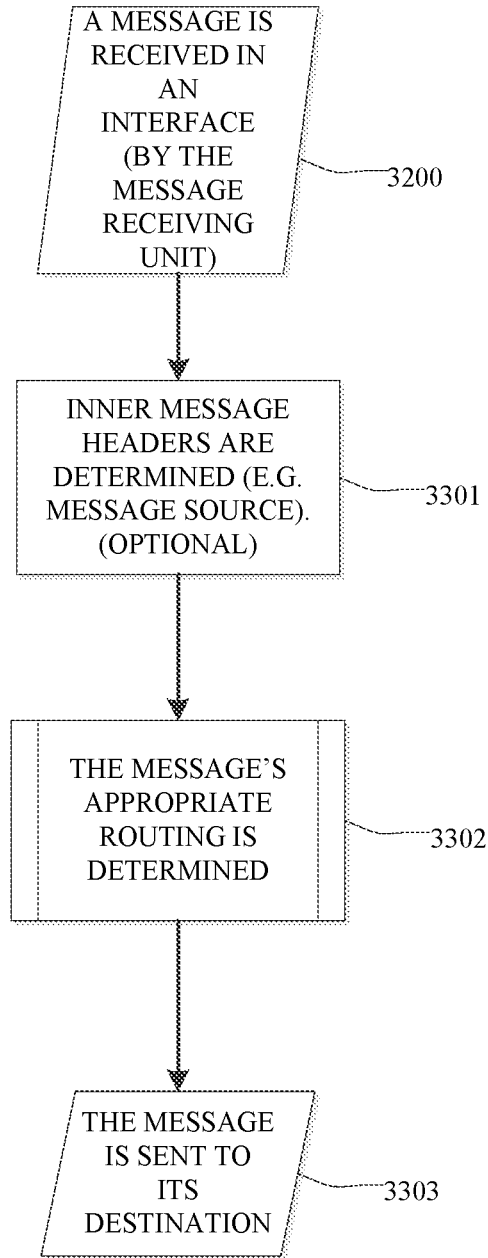 A MESSAGE IS
RECEIVED IN
AN
INTERFACE
(BY THE
MESSAGE
RECEIVING
UNIT)
3200
INNER MESSAGE
HEADERS ARE
DETERMINED (E.G.
MESSAGE SOURCE).
(OPTIONAL)
3301
THE MESSAGE'S
APPROPRIATE
ROUTING IS
DETERMINED
3302
THE MESSAGE
IS SENT TO
ITS
DESTINATION
3303